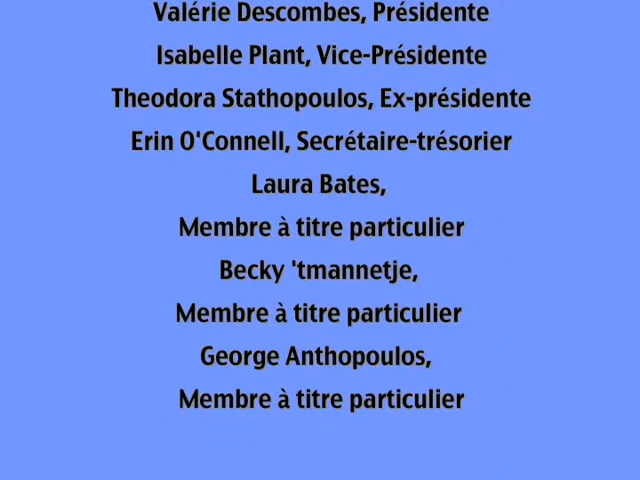 Valérie Descombes, Présidente
Isabelle Plant, Vice-Présidente
Theodora Stathopoulos, Ex-présidente
Erin O'Connell, Secrétaire-trésorier
Laura Bates,
Membre à titre particulier
Becky 'tmannetje,
Membre à titre particulier
George Anthopoulos,
Membre à titre particulier